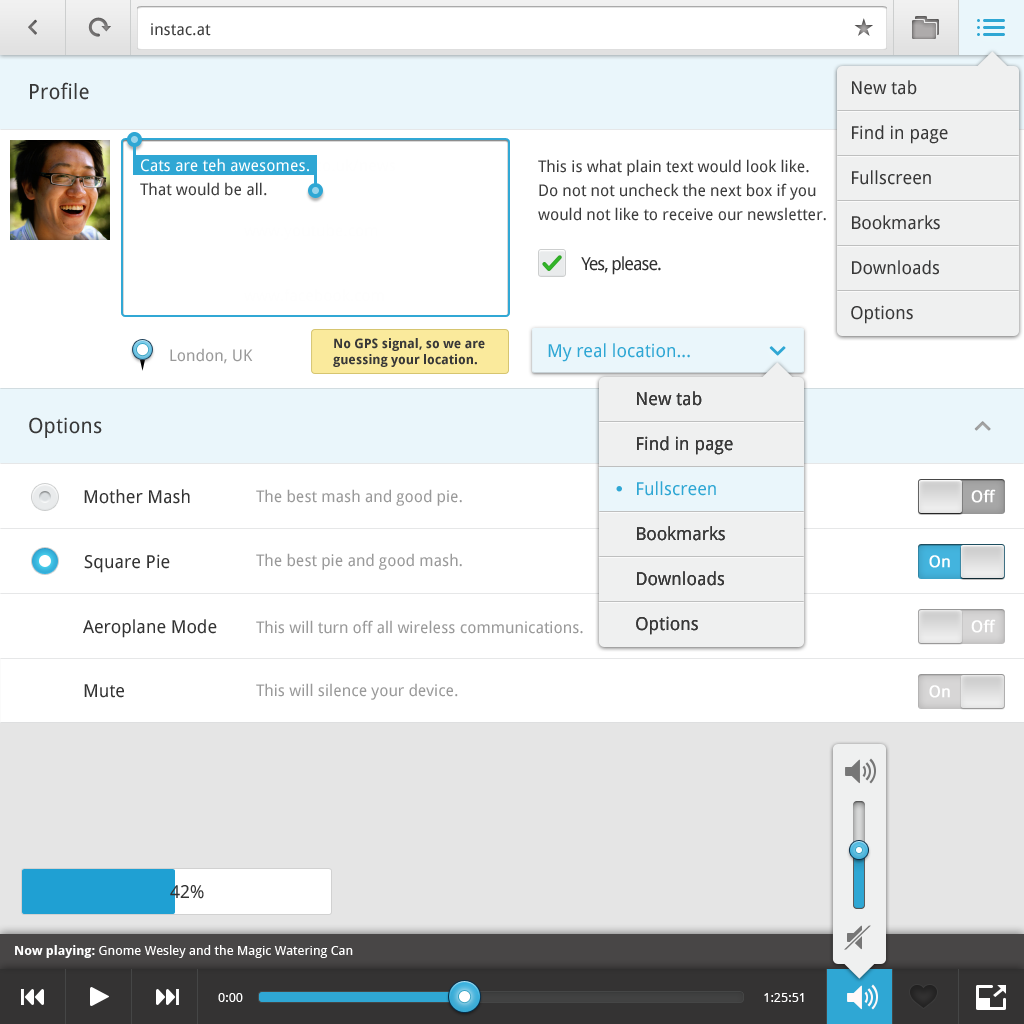 instac.at
Profile
New tab
Find in page
Fullscreen
Bookmarks
Downloads
Options
Cats are teh awesomes.
That would be all.
This is what plain text would look like.
Do not not uncheck the next box if you
would not like to receive our newsletter.
Yes, please.
London, UK
No GPS signal, so we are
guessing your location.
My real location...
New tab
Find in page
Fullscreen
Bookmarks
Downloads
Options
Options
Mother Mash The best mash and good pie. Off
Square Pie The best pie and good mash. On
Aeroplane Mode This will turn off all wireless communications. Off
Mute This will silence your device. On
42%
Now playing: Gnome Wesley and the Magic Watering Can
0:00 1:25:51